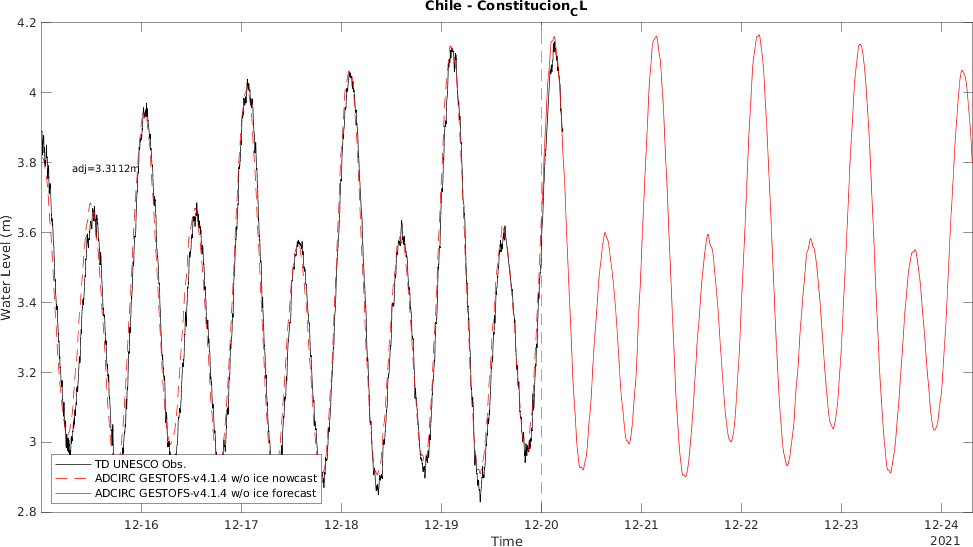 Chile - Constitucion_CL
4.2
4
3.8
3.6
3.4
3.2
3
2.8
Water Level (m)
adj=3.3112m
TD UNESCO Obs.
ADCIRC GESTOFS-v4.1.4 w/o ice nowcast
ADCIRC GESTOFS-v4.1.4 w/o ice forecast
12-16
12-17
12-18
12-19
12-20
12-21
12-22
12-23
12-24
Time
2021